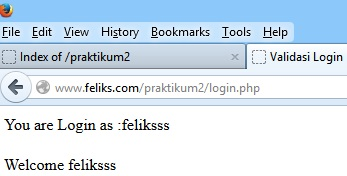 File Edit View History Bookmarks Tools Help
Index of /praktikum2 × Validasi Login
www.feliks.com/praktikum2/login.php
You are Login as :feliksss
Welcome feliksss